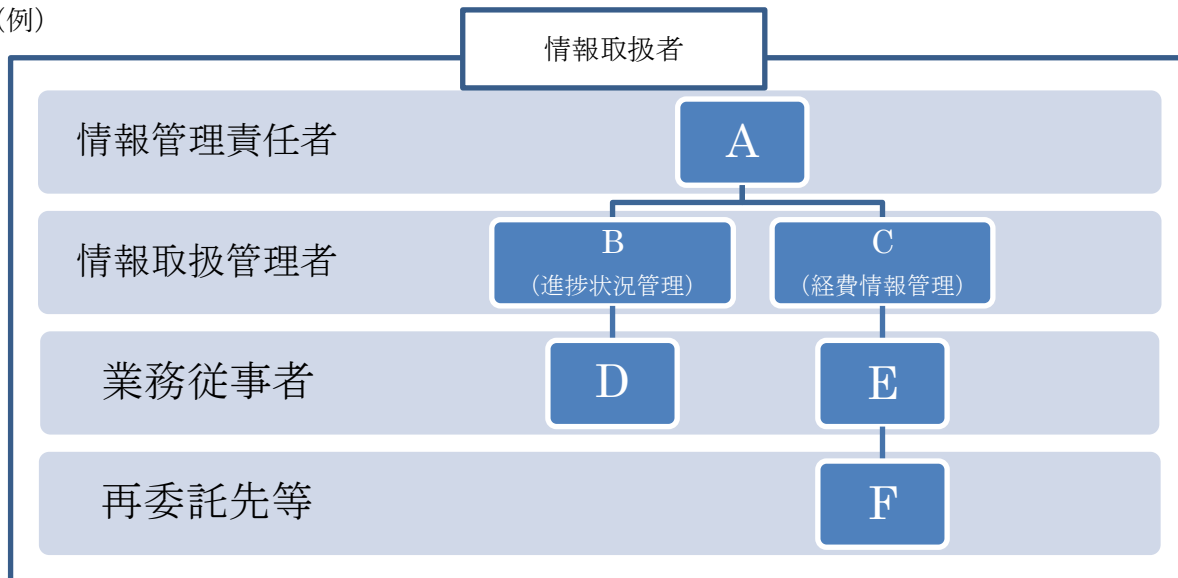 (例)
情報取扱者
情報管理責任者
A
情報取扱管理者
B
(進捗状況管理)
C
(経費情報管理)
業務従事者
D
E
再委託先等
F